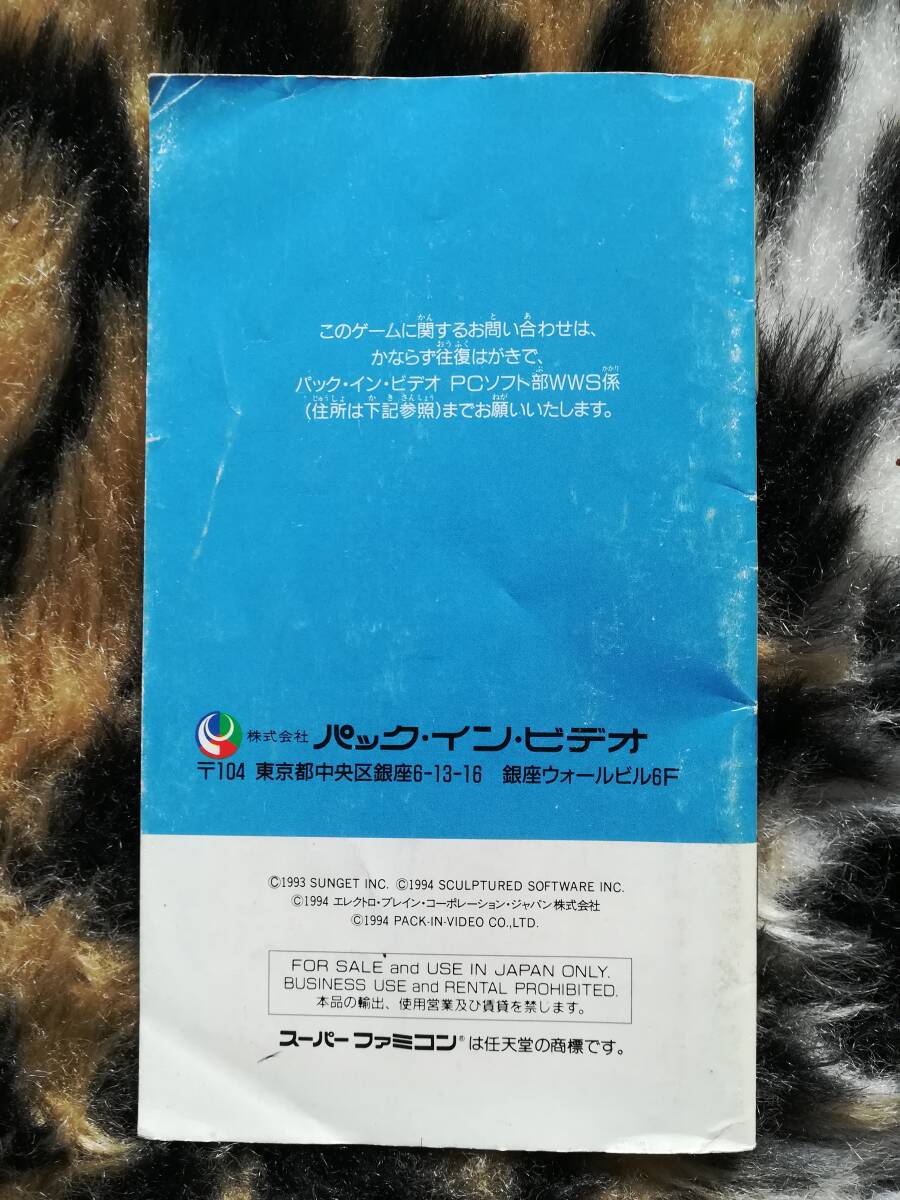 このゲームに関するお問い合わせは、
かならず往復はがきで、
パック・イン・ビデオ PCソフト部WWS係
(住所は下記参照)までお願いいたします。
株式会社 パック・イン・ビデオ
〒104 東京都中央区銀座6-13-16 銀座ウォールビル6F
©1993 SUNGET INC. ©1994 SCULPTURED SOFTWARE INC.
©1994 エレクトロ・ブレイン・コーポレーション・ジャパン株式会社
©1994 PACK-IN-VIDEO CO.,LTD.
FOR SALE and USE IN JAPAN ONLY.
BUSINESS USE and RENTAL PROHIBITED.
本品の輸出、使用営業及び賃貸を禁じます。
スーパーファミコン®は任天堂の商標です。